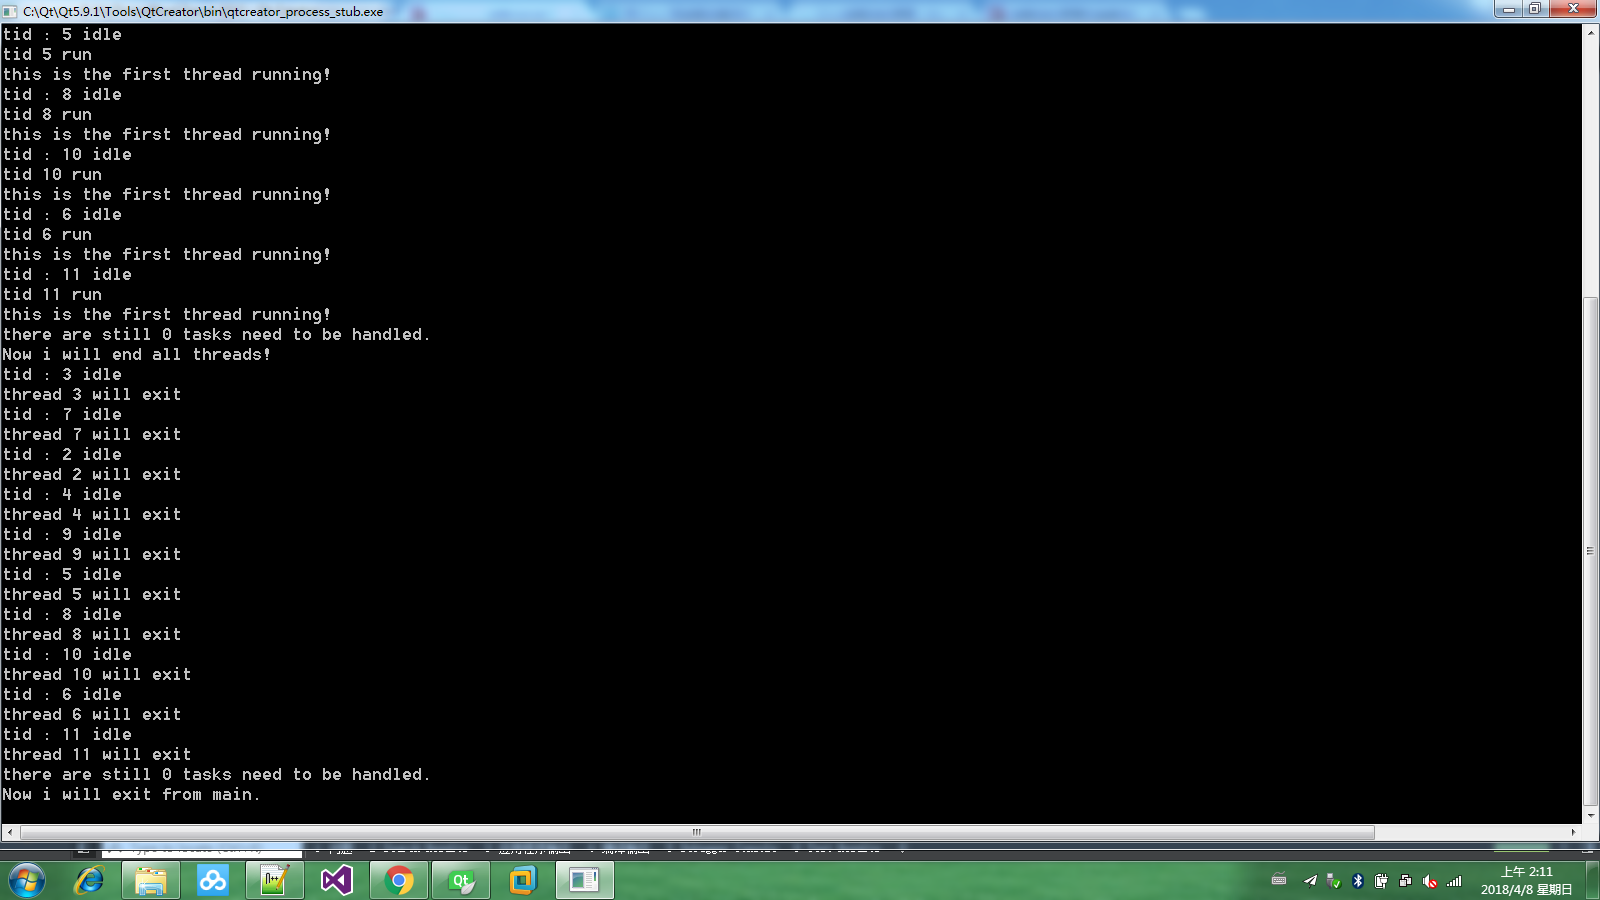 C:\Qt\Qt5.9.1\Tools\QtCreator\bin\qtcreator_process_stub.exe
tid : 5 idle
tid 5 run
this is the first thread running!
tid : 8 idle
tid 8 run
this is the first thread running!
tid : 10 idle
tid 10 run
this is the first thread running!
tid : 6 idle
tid 6 run
this is the first thread running!
tid : 11 idle
tid 11 run
this is the first thread running!
there are still 0 tasks need to be handled.
Now i will end all threads!
tid : 3 idle
thread 3 will exit
tid : 7 idle
thread 7 will exit
tid : 2 idle
thread 2 will exit
tid : 4 idle
thread 4 will exit
tid : 9 idle
thread 9 will exit
tid : 5 idle
thread 5 will exit
tid : 8 idle
thread 8 will exit
tid : 10 idle
thread 10 will exit
tid : 6 idle
thread 6 will exit
tid : 11 idle
thread 11 will exit
there are still 0 tasks need to be handled.
Now i will exit from main.
Qt
上午 2:11
2018/4/8 星期日